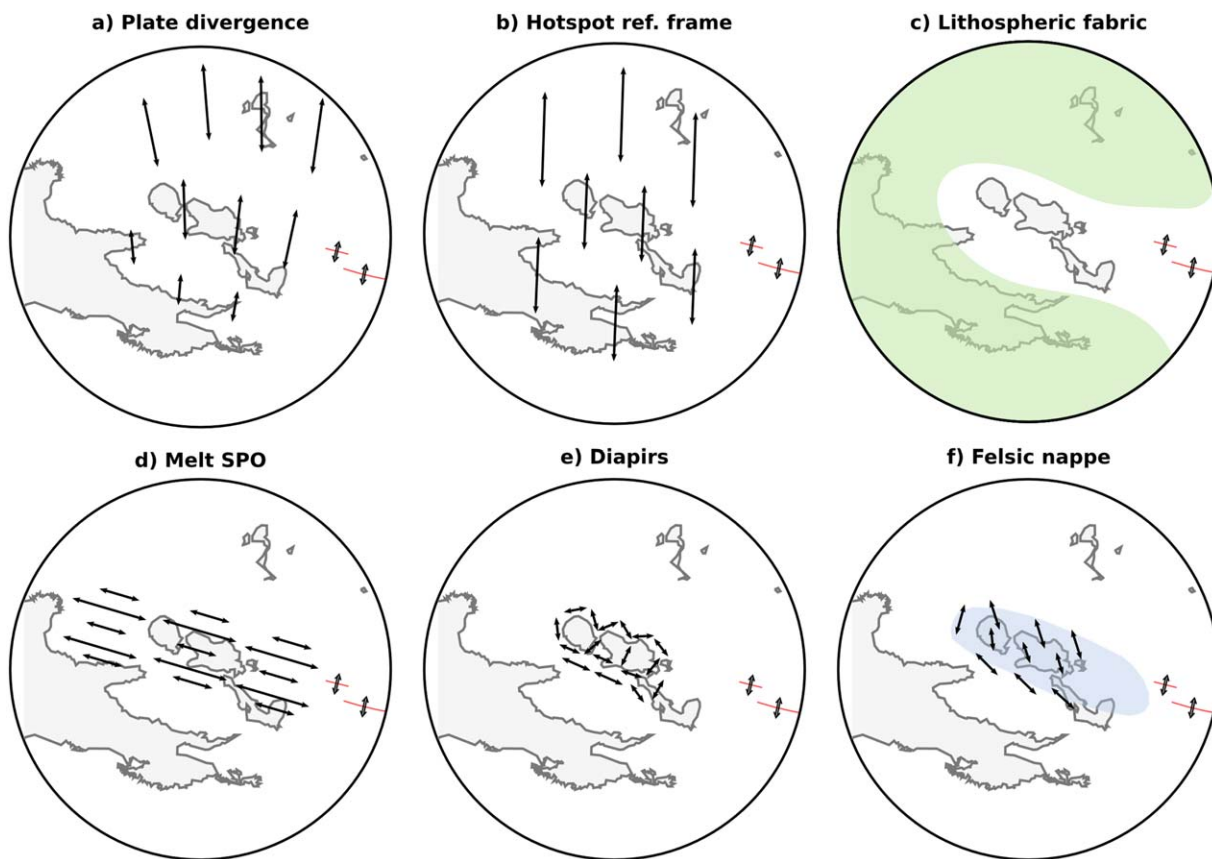 a) Plate divergence
b) Hotspot ref. frame
c) Lithospheric fabric
d) Melt SPO
e) Diapirs
f) Felsic nappe